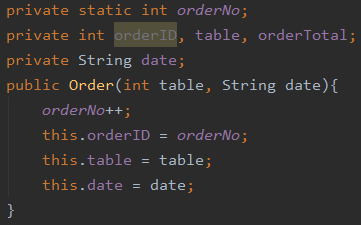 private static int orderNo;
private int orderID, table, orderTotal;
private String date;
public Order(int table, String date){
orderNo++;
this.orderID = orderNo;
this.table = table;
this.date = date;
}